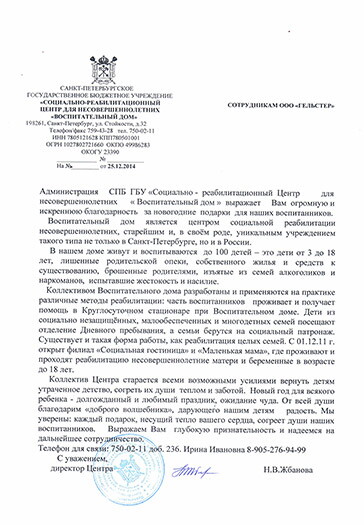 САНКТ-ПЕТЕРБУРГСКОЕ
ГОСУДАРСТВЕННОЕ БЮДЖЕТНОЕ УЧРЕЖДЕНИЕ
«СОЦИАЛЬНО-РЕАБИЛИТАЦИОННЫЙ
ЦЕНТР ДЛЯ НЕСОВЕРШЕННОЛЕТНИХ
«ВОСПИТАТЕЛЬНЫЙ ДОМ»
191261, Санкт-Петербург, ул. Стойкости, д.32
Телефон/факс 759-43-28 тел. 750-02-11
ИНН 7805121628 КПП780501001
ОГРН 1027802721660 ОКПО 49986283
ОКОГУ 23390
№
На № от 25.12.2014
СОТРУДНИКАМ ООО «ГЕЛЬСТЕР»
Администрация СПБ ГБУ «Социально - реабилитационный Центр для
несовершеннолетних « Воспитательный дом » выражает Вам огромную и
искреннюю благодарность за новогодние подарки для наших воспитанников.
Воспитательный дом является центром социальной реабилитации
несовершеннолетних, старейшим и, в своём роде, уникальным учреждением
такого типа не только в Санкт-Петербурге, но и в России.
В нашем доме живут и воспитываются до 100 детей – это дети от 3 до 18
лет, лишенные родительской опеки, собственного жилья и средств к
существованию, брошенные родителями, изъятые из семей алкоголиков и
наркоманов, испытавшие жестокость и насилие.
Коллективом Воспитательного дома разработаны и применяются на практике
различные методы реабилитации: часть воспитанников проживает и получает
помощь в Круглосуточном стационаре при Воспитательном доме. Дети из
социально незащищённых, малообеспеченных и многодетных семей посещают
отделение Дневного пребывания, а семьи берутся на социальный патронаж.
Существует и такая форма работы, как реабилитация целых семей. С 01.12.11 г.
открыт филиал «Социальная гостиница» и «Маленькая мама», где проживают и
проходят реабилитацию несовершеннолетние матери и беременные в возрасте
до 18 лет.
Коллектив Центра старается всеми возможными усилиями вернуть детям
утраченное детство, согреть их души теплом и заботой. Новый год для всякого
ребенка - долгожданный и любимый праздник, ожидание чуда. От всей души
благодарим «доброго волшебника», дарующего нашим детям радость. Мы
уверены: каждый подарок, несущий тепло вашего сердца, согреет души наших
воспитанников. Выражаем Вам глубокую признательность и надеемся на
дальнейшее сотрудничество.
Телефон для связи: 750-02-11 доб. 236. Ирина Ивановна 8-905-276-94-99
С уважением,
директор Центра Н.В.Жбанова